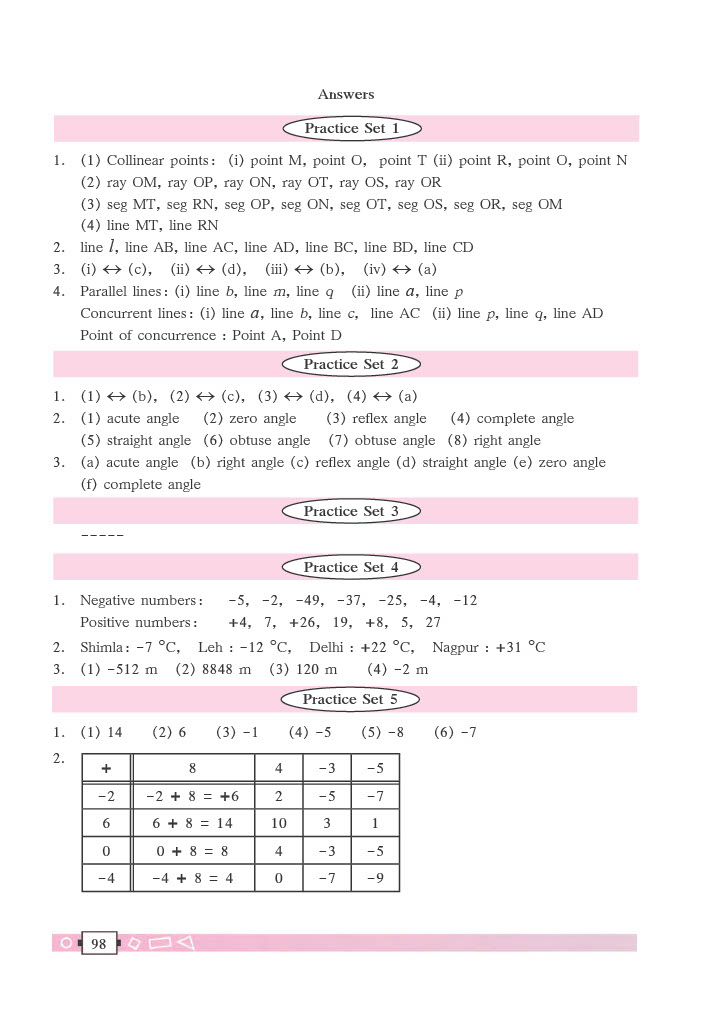 Answers
Practice Set 1
1. (1) Collinear points: (i) point M, point O, point T (ii) point R, point O, point N
(2) ray OM, ray OP, ray ON, ray OT, ray OS, ray OR
(3) seg MT, seg RN, seg OP, seg ON, seg OT, seg OS, seg OR, seg OM
(4) line MT, line RN
2. line l, line AB, line AC, line AD, line BC, line BD, line CD
3. (i) ↔ (c), (ii) ↔ (d), (iii) ↔ (b), (iv) ↔ (a)
4. Parallel lines: (i) line b, line m, line q (ii) line a, line p
Concurrent lines: (i) line a, line b, line c, line AC (ii) line p, line q, line AD
Point of concurrence : Point A, Point D
Practice Set 2
1. (1) ↔ (b), (2) ↔ (c), (3) ↔ (d), (4) ↔ (a)
2. (1) acute angle (2) zero angle (3) reflex angle (4) complete angle
(5) straight angle (6) obtuse angle (7) obtuse angle (8) right angle
3. (a) acute angle (b) right angle (c) reflex angle (d) straight angle (e) zero angle
(f) complete angle
Practice Set 3
-----
Practice Set 4
1. Negative numbers: -5, -2, -49, -37, -25, -4, -12
Positive numbers: +4, 7, +26, 19, +8, 5, 27
2. Shimla: -7 °C, Leh : -12 °C, Delhi : +22 °C, Nagpur : +31 °C
3. (1) -512 m (2) 8848 m (3) 120 m (4) -2 m
Practice Set 5
1. (1) 14 (2) 6 (3) -1 (4) -5 (5) -8 (6) -7
2.
+ 8 4 -3 -5
-2 -2 + 8 = +6 2 -5 -7
6 6 + 8 = 14 10 3 1
0 0 + 8 = 8 4 -3 -5
-4 -4 + 8 = 4 0 -7 -9
98